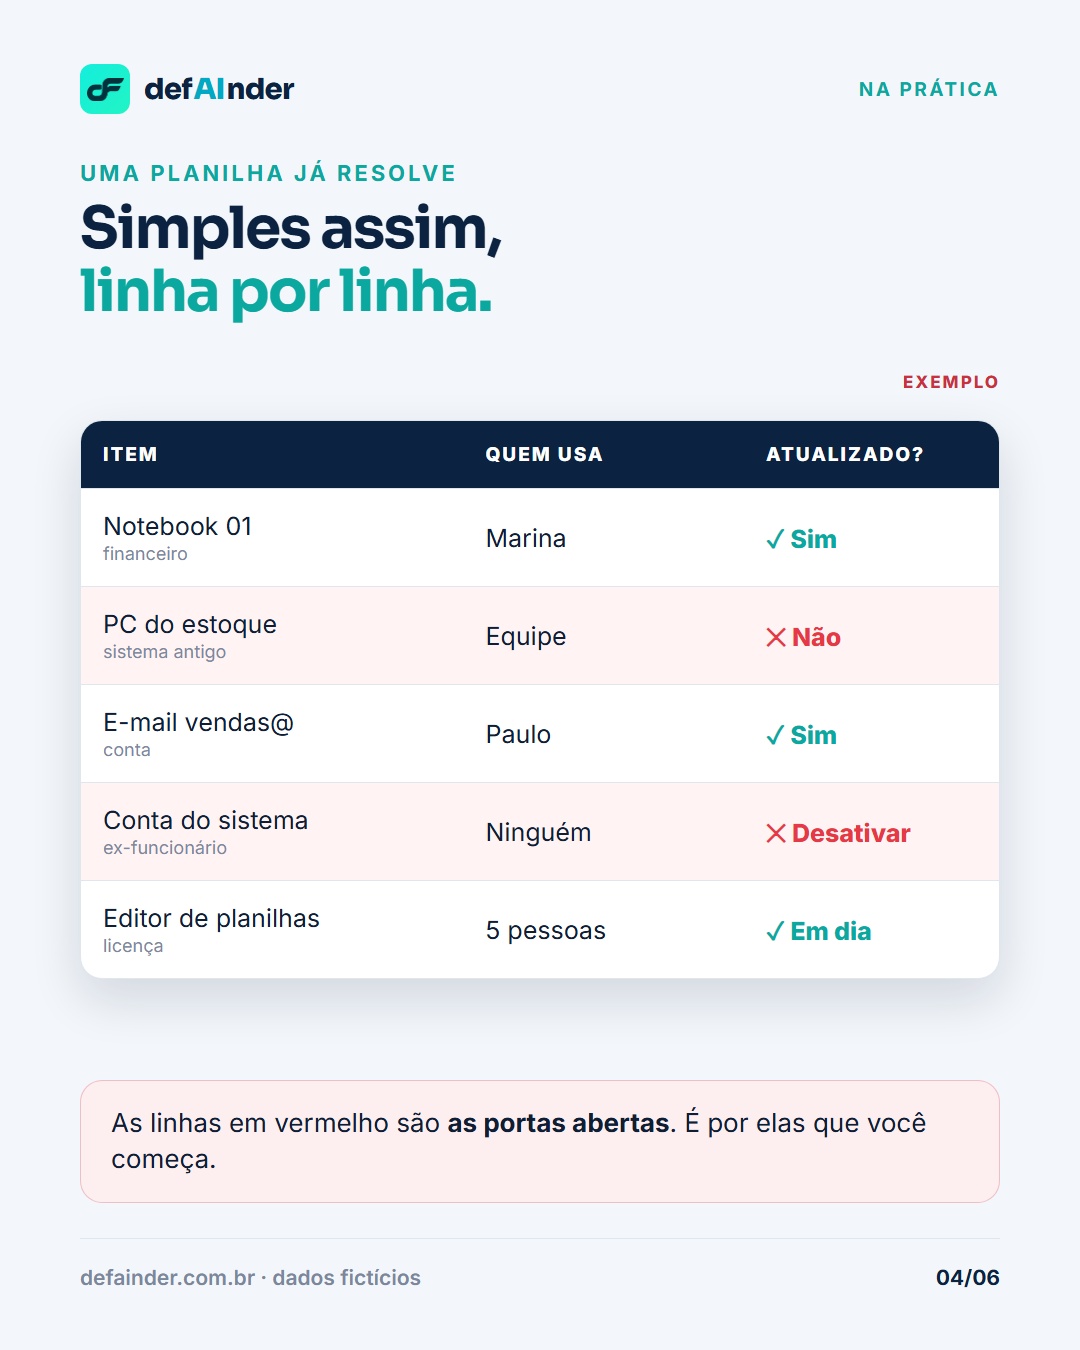 defAInder
NA PRÁTICA
UMA PLANILHA JÁ RESOLVE
Simples assim,
linha por linha.
EXEMPLO
ITEM QUEM USA ATUALIZADO?
Notebook 01
financeiro
Marina
✓ Sim
PC do estoque
sistema antigo
Equipe
✕ Não
E-mail vendas@
conta
Paulo
✓ Sim
Conta do sistema
ex-funcionário
Ninguém
✕ Desativar
Editor de planilhas
licença
5 pessoas
✓ Em dia
As linhas em vermelho são as portas abertas. É por elas que você
começa.
defainder.com.br · dados fictícios
04/06